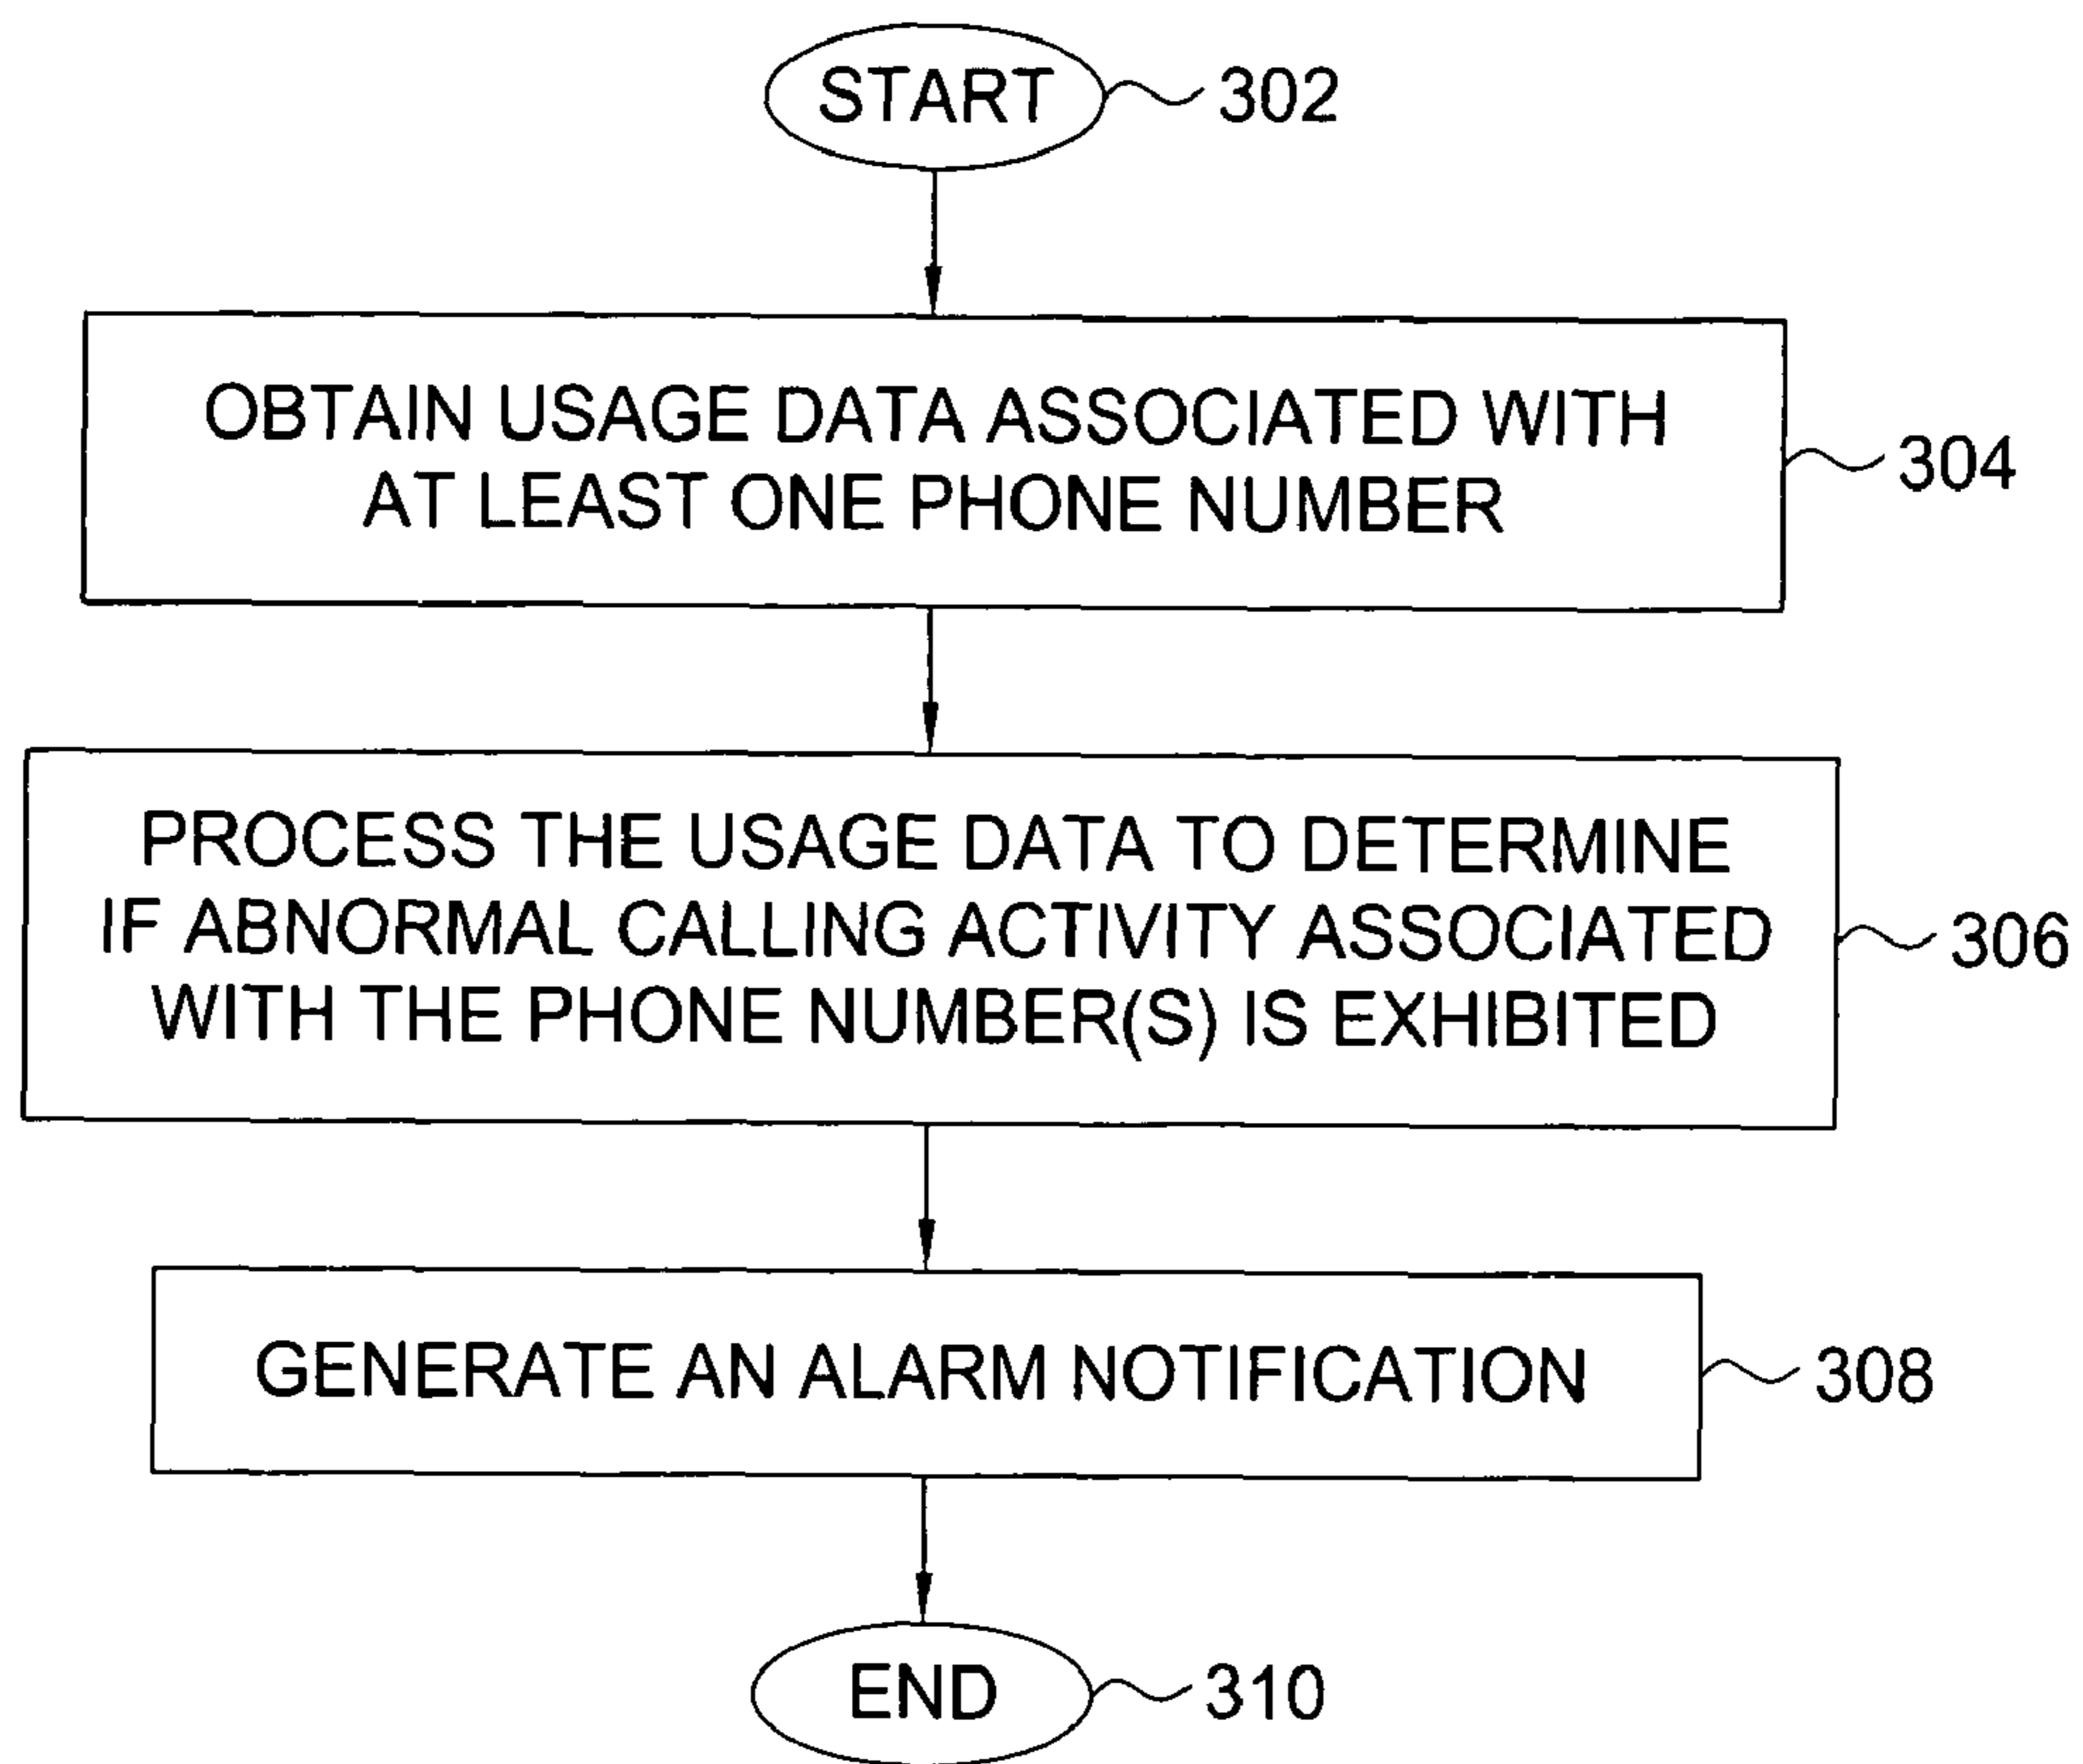 START
302
OBTAIN USAGE DATA ASSOCIATED WITH
AT LEAST ONE PHONE NUMBER
304
PROCESS THE USAGE DATA TO DETERMINE
IF ABNORMAL CALLING ACTIVITY ASSOCIATED
WITH THE PHONE NUMBER(S) IS EXHIBITED
306
GENERATE AN ALARM NOTIFICATION
308
END
310